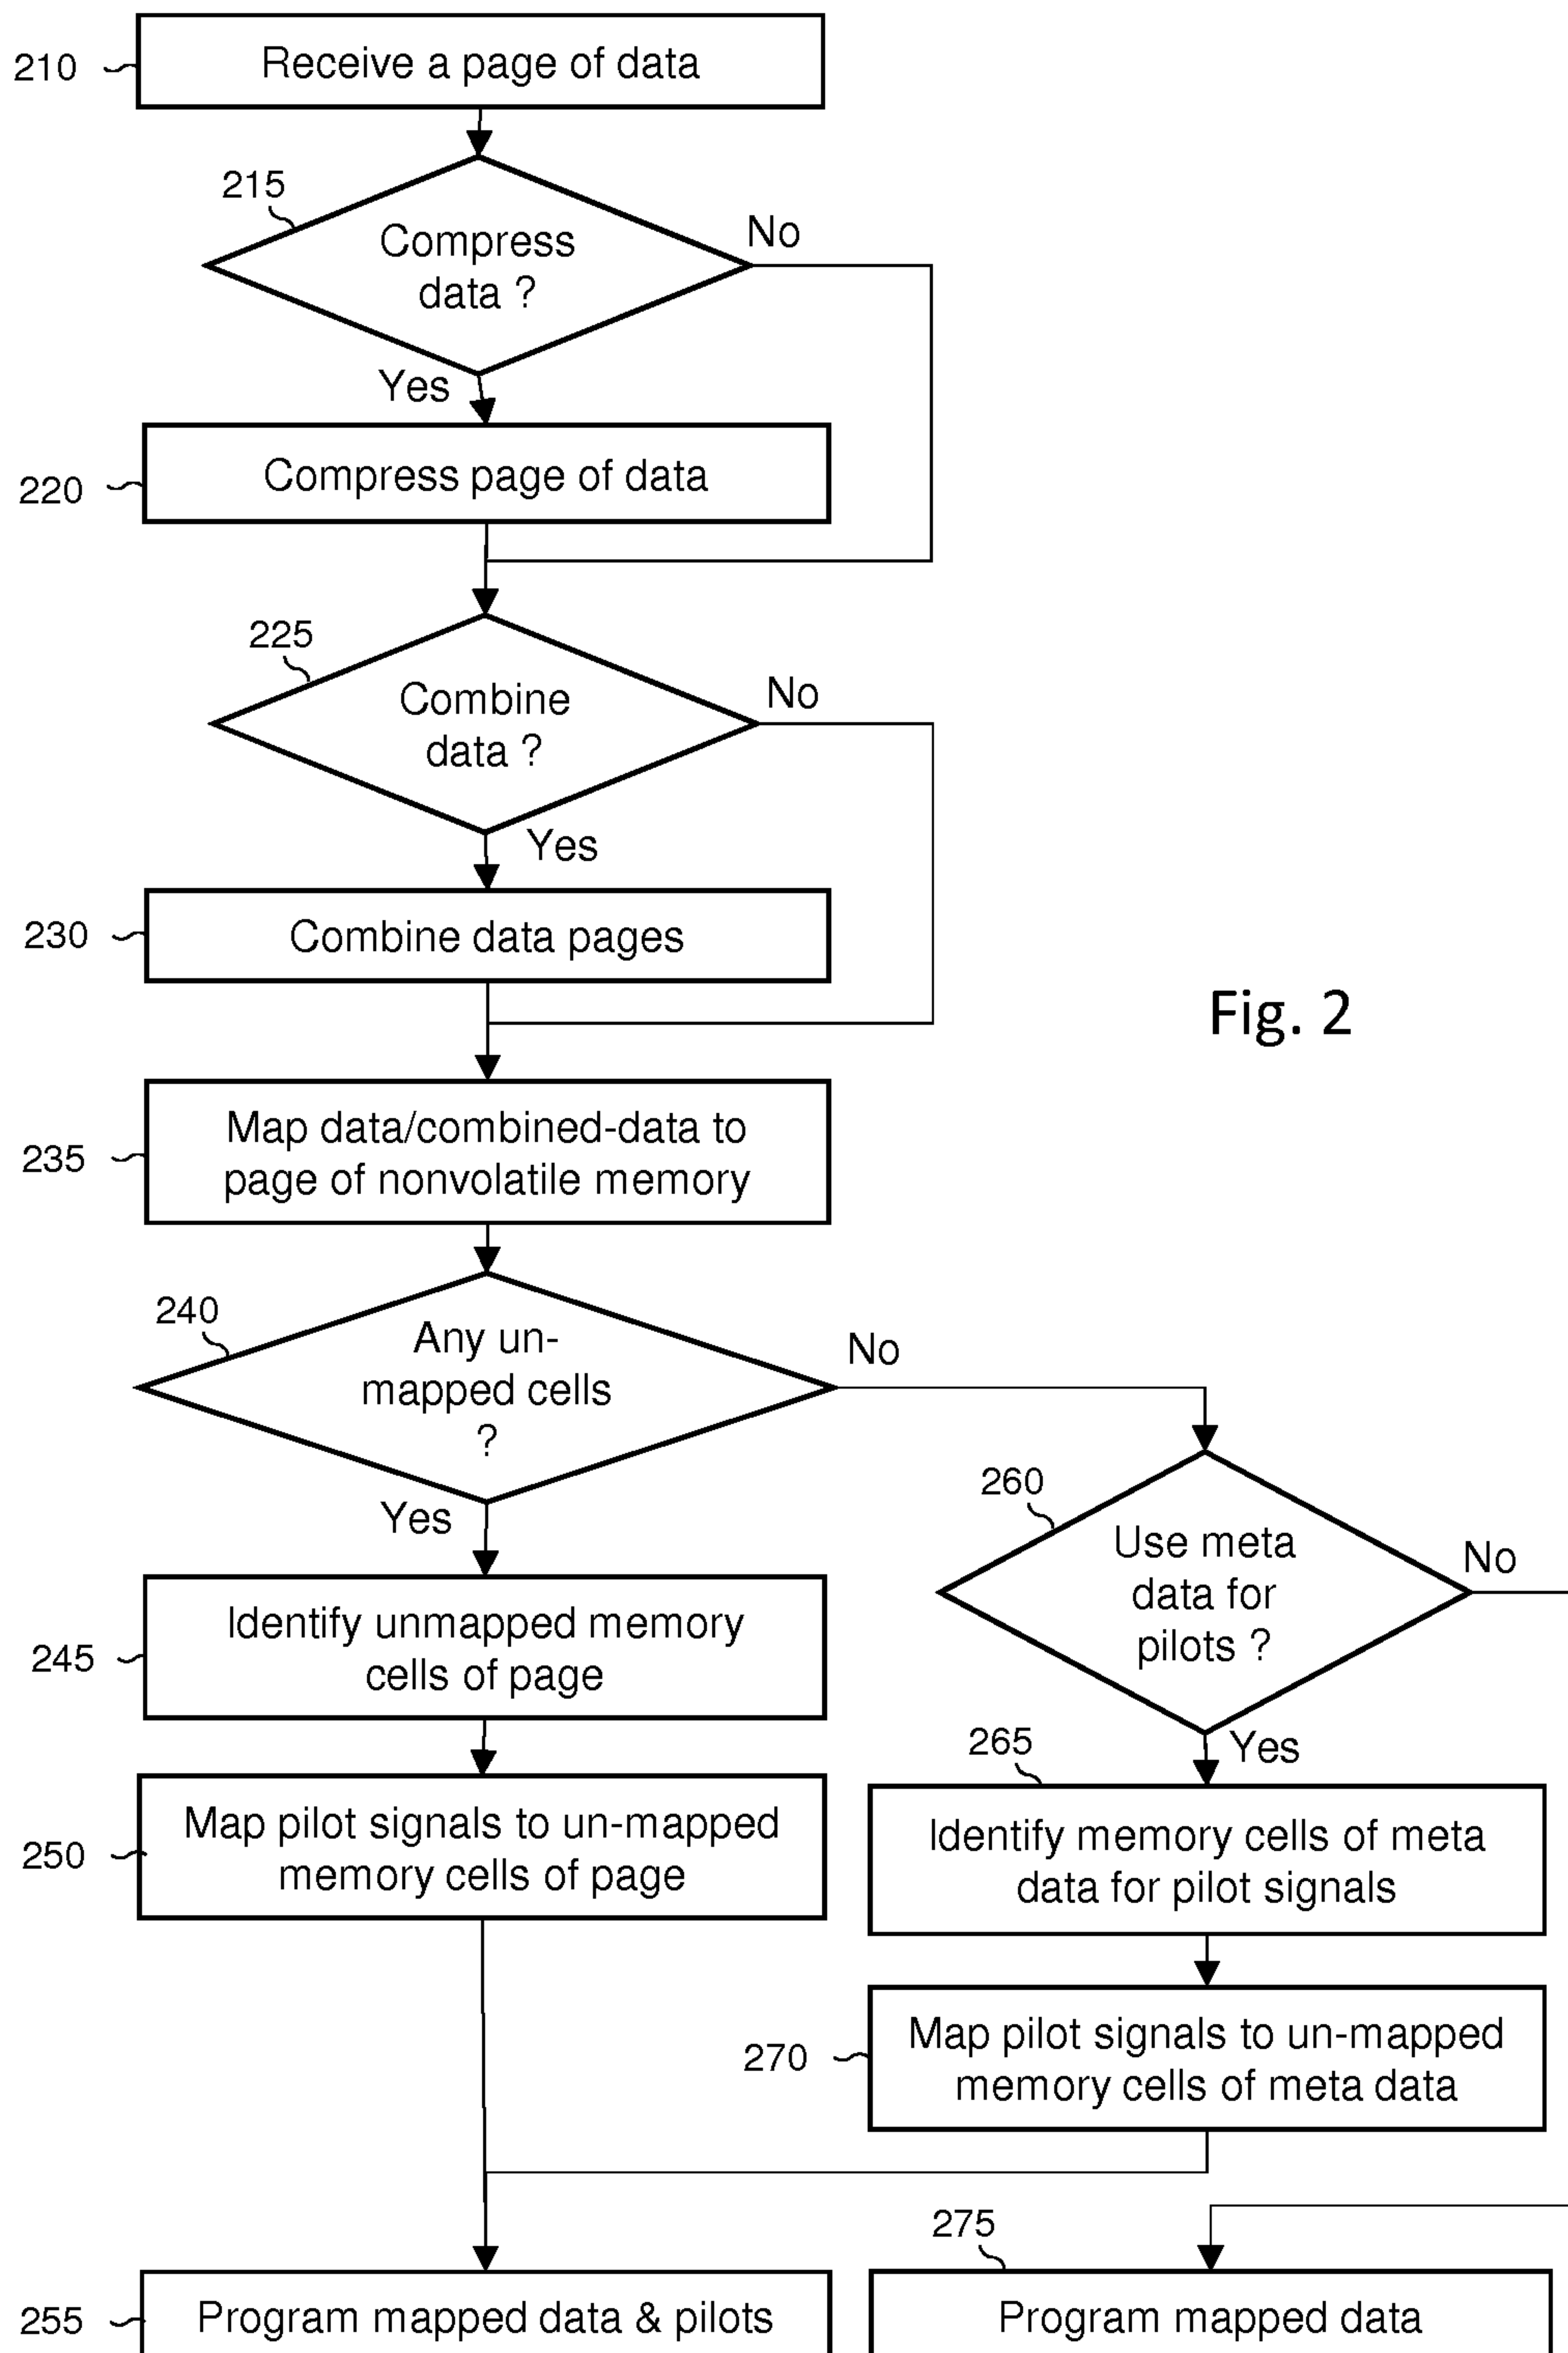 210
Receive a page of data
215
Compress
data ?
No
Yes
220
Compress page of data
225
Combine
data ?
No
Yes
230
Combine data pages
Fig. 2
235
Map data/combined-data to
page of nonvolatile memory
240
Any un-
mapped cells
?
No
Yes
260
Use meta
data for
pilots ?
No
Yes
245
Identify unmapped memory
cells of page
265
Identify memory cells of meta
data for pilot signals
250
Map pilot signals to un-mapped
memory cells of page
270
Map pilot signals to un-mapped
memory cells of meta data
255
Program mapped data & pilots
275
Program mapped data